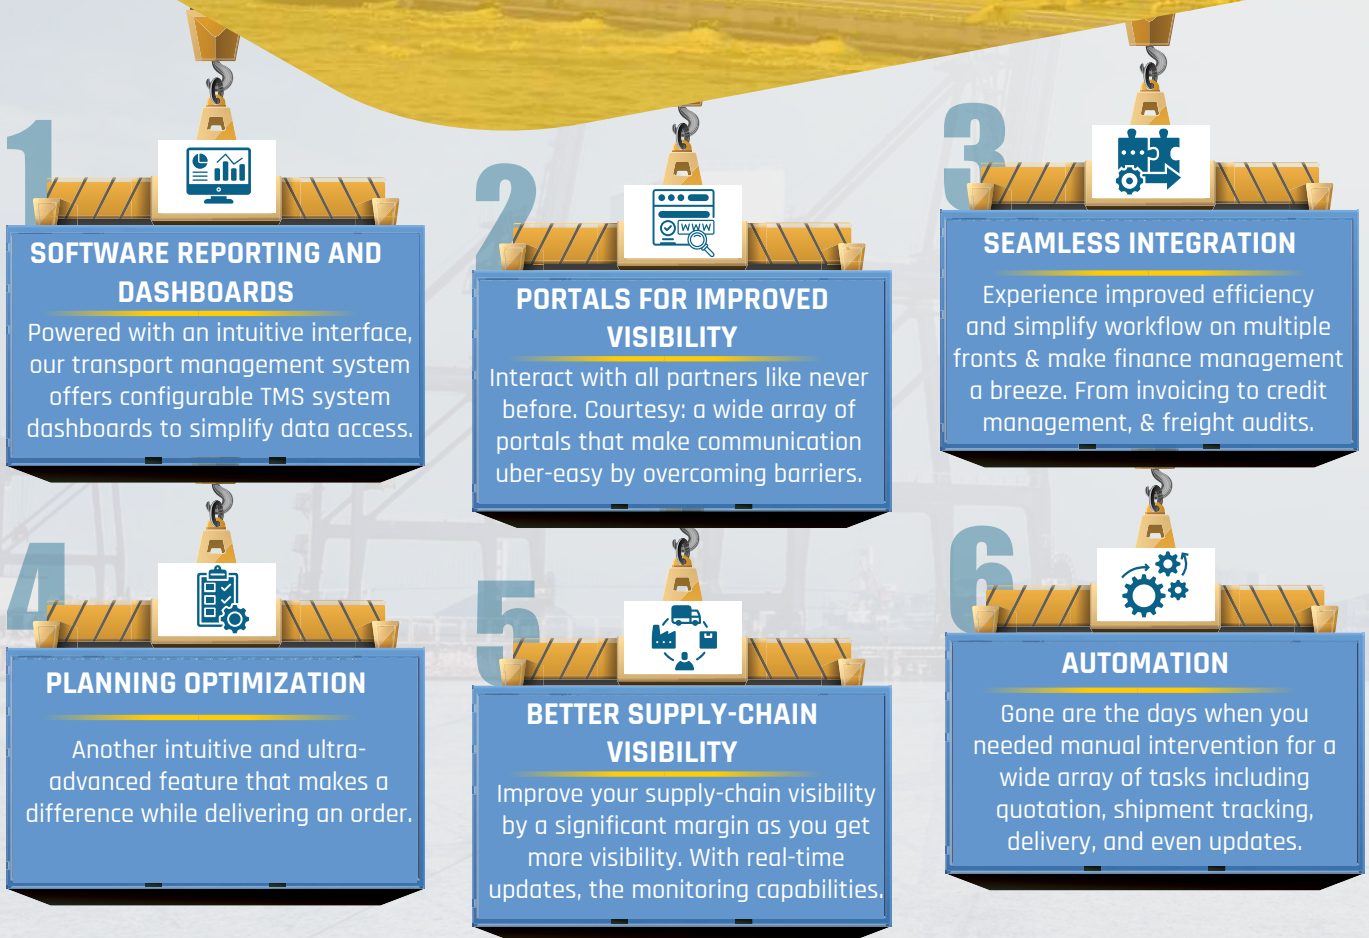 1
SOFTWARE REPORTING AND
DASHBOARDS
Powered with an intuitive interface,
our transport management system
offers configurable TMS system
dashboards to simplify data access.
2
WWW
PORTALS FOR IMPROVED
VISIBILITY
Interact with all partners like never
before. Courtesy: a wide array of
portals that make communication
uber-easy by overcoming barriers.
3
SEAMLESS INTEGRATION
Experience improved efficiency
and simplify workflow on multiple
fronts & make finance management
a breeze. From invoicing to credit
management, & freight audits.
4
PLANNING OPTIMIZATION
Another intuitive and ultra-
advanced feature that makes a
difference while delivering an order.
5
BETTER SUPPLY-CHAIN
VISIBILITY
Improve your supply-chain visibility
by a significant margin as you get
more visibility. With real-time
updates, the monitoring capabilities.
6
AUTOMATION
Gone are the days when you
needed manual intervention for a
wide array of tasks including
quotation, shipment tracking,
delivery, and even updates.